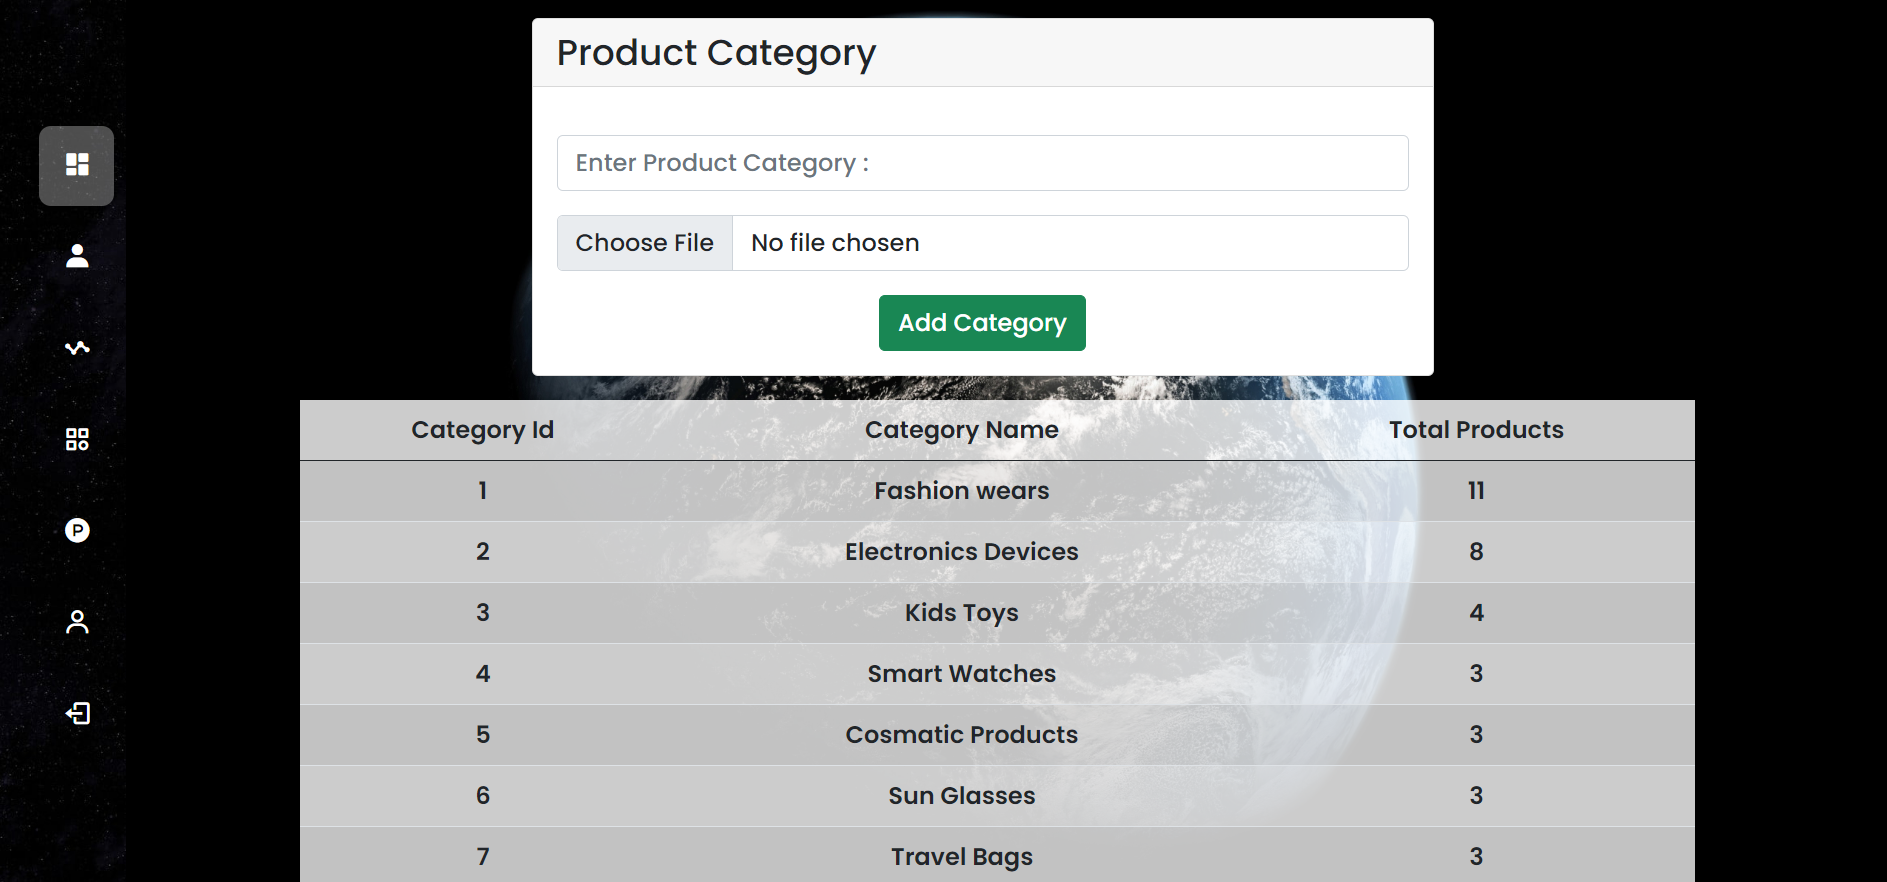 Product Category
Enter Product Category :
Choose File No file chosen
Add Category
Category Id Category Name Total Products
1 Fashion wears 11
2 Electronics Devices 8
3 Kids Toys 4
4 Smart Watches 3
5 Cosmatic Products 3
6 Sun Glasses 3
7 Travel Bags 3
P